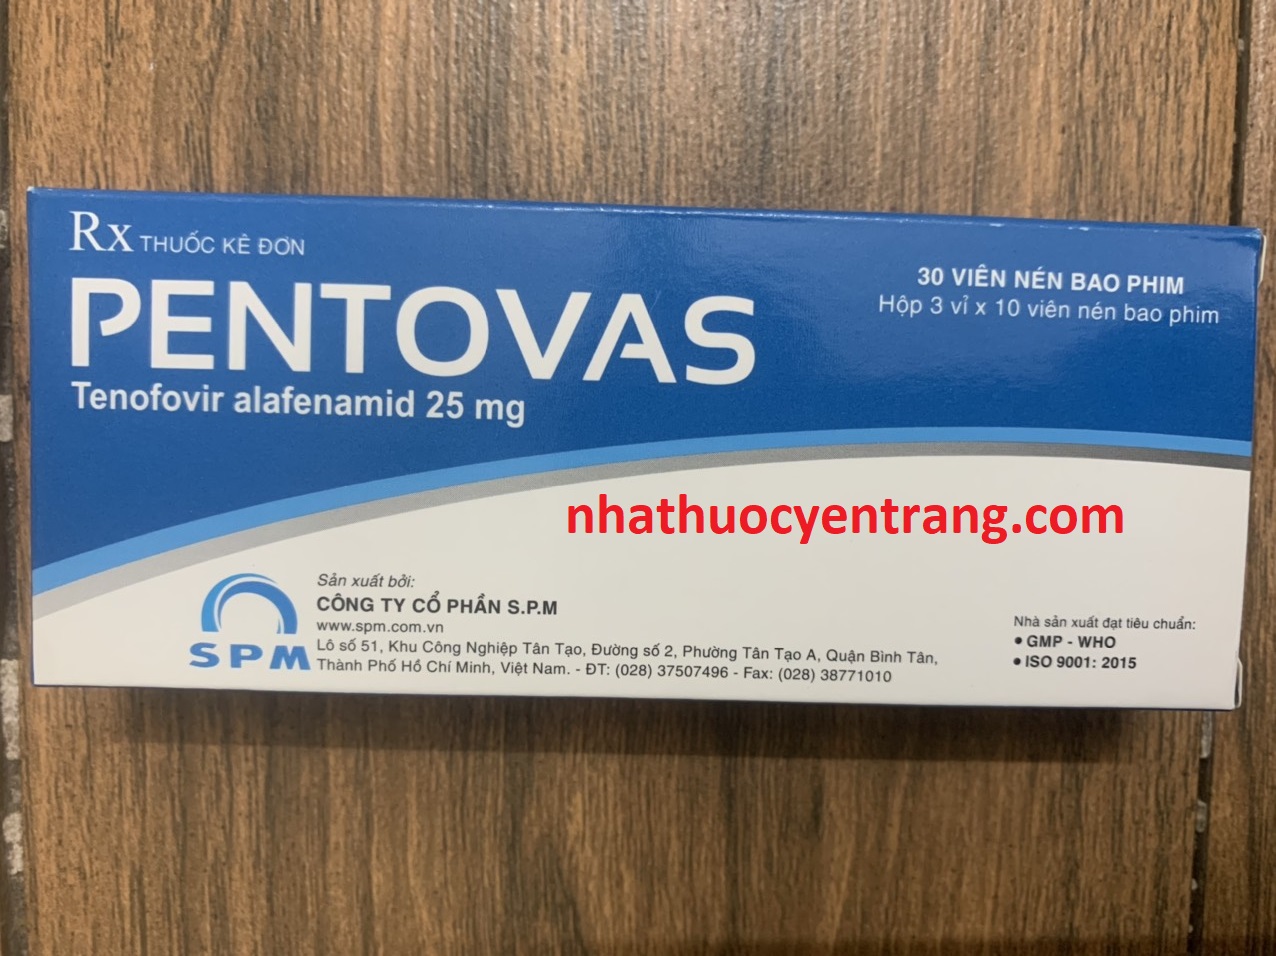 Rx THUỐC KÊ ĐƠN
PENTOVAS
Tenofovir alafenamid 25 mg
30 VIÊN NÉN BAO PHIM
Hộp 3 vỉ x 10 viên nén bao phim
nhathuocyentrang.com
SPM
Sản xuất bởi:
CÔNG TY CỔ PHẦN S.P.M
www.spm.com.vn
Lô số 51, Khu Công Nghiệp Tân Tạo, Đường số 2, Phường Tân Tạo A, Quận Bình Tân,
Thành Phố Hồ Chí Minh, Việt Nam. - ĐT: (028) 37507496 - Fax: (028) 38771010
Nhà sản xuất đạt tiêu chuẩn:
• GMP - WHO
• ISO 9001: 2015